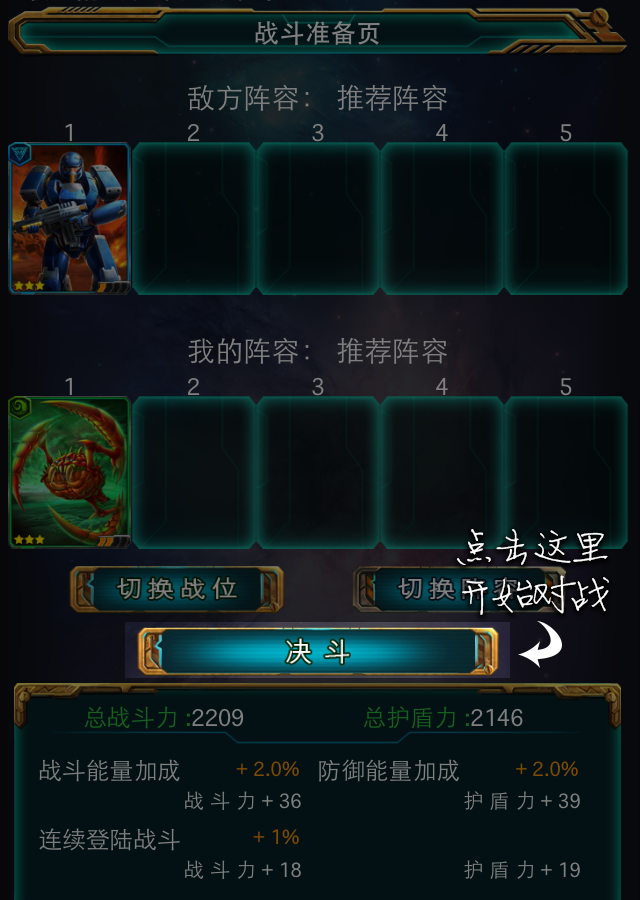 战斗准备页
敌方阵容： 推荐阵容
1 2 3 4 5
我的阵容： 推荐阵容
1 2 3 4 5
点击这里
开始对战
切换战位 切换
决斗
总战斗力:2209 总护盾力:2146
战斗能量加成 +2.0% 防御能量加成 +2.0%
战斗力+36 护盾力+39
连续登陆战斗 +1%
战斗力+18 护盾力+19